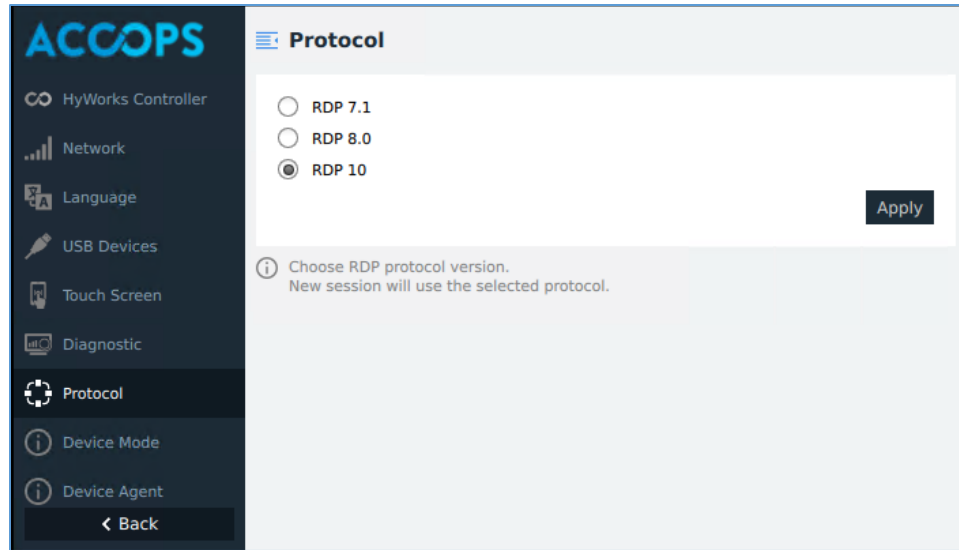 ACCOPS
HyWorks Controller
Network
Language
USB Devices
Touch Screen
Diagnostic
Protocol
Device Mode
Device Agent
Back
Protocol
RDP 7.1
RDP 8.0
RDP 10
Apply
Choose RDP protocol version.
New session will use the selected protocol.